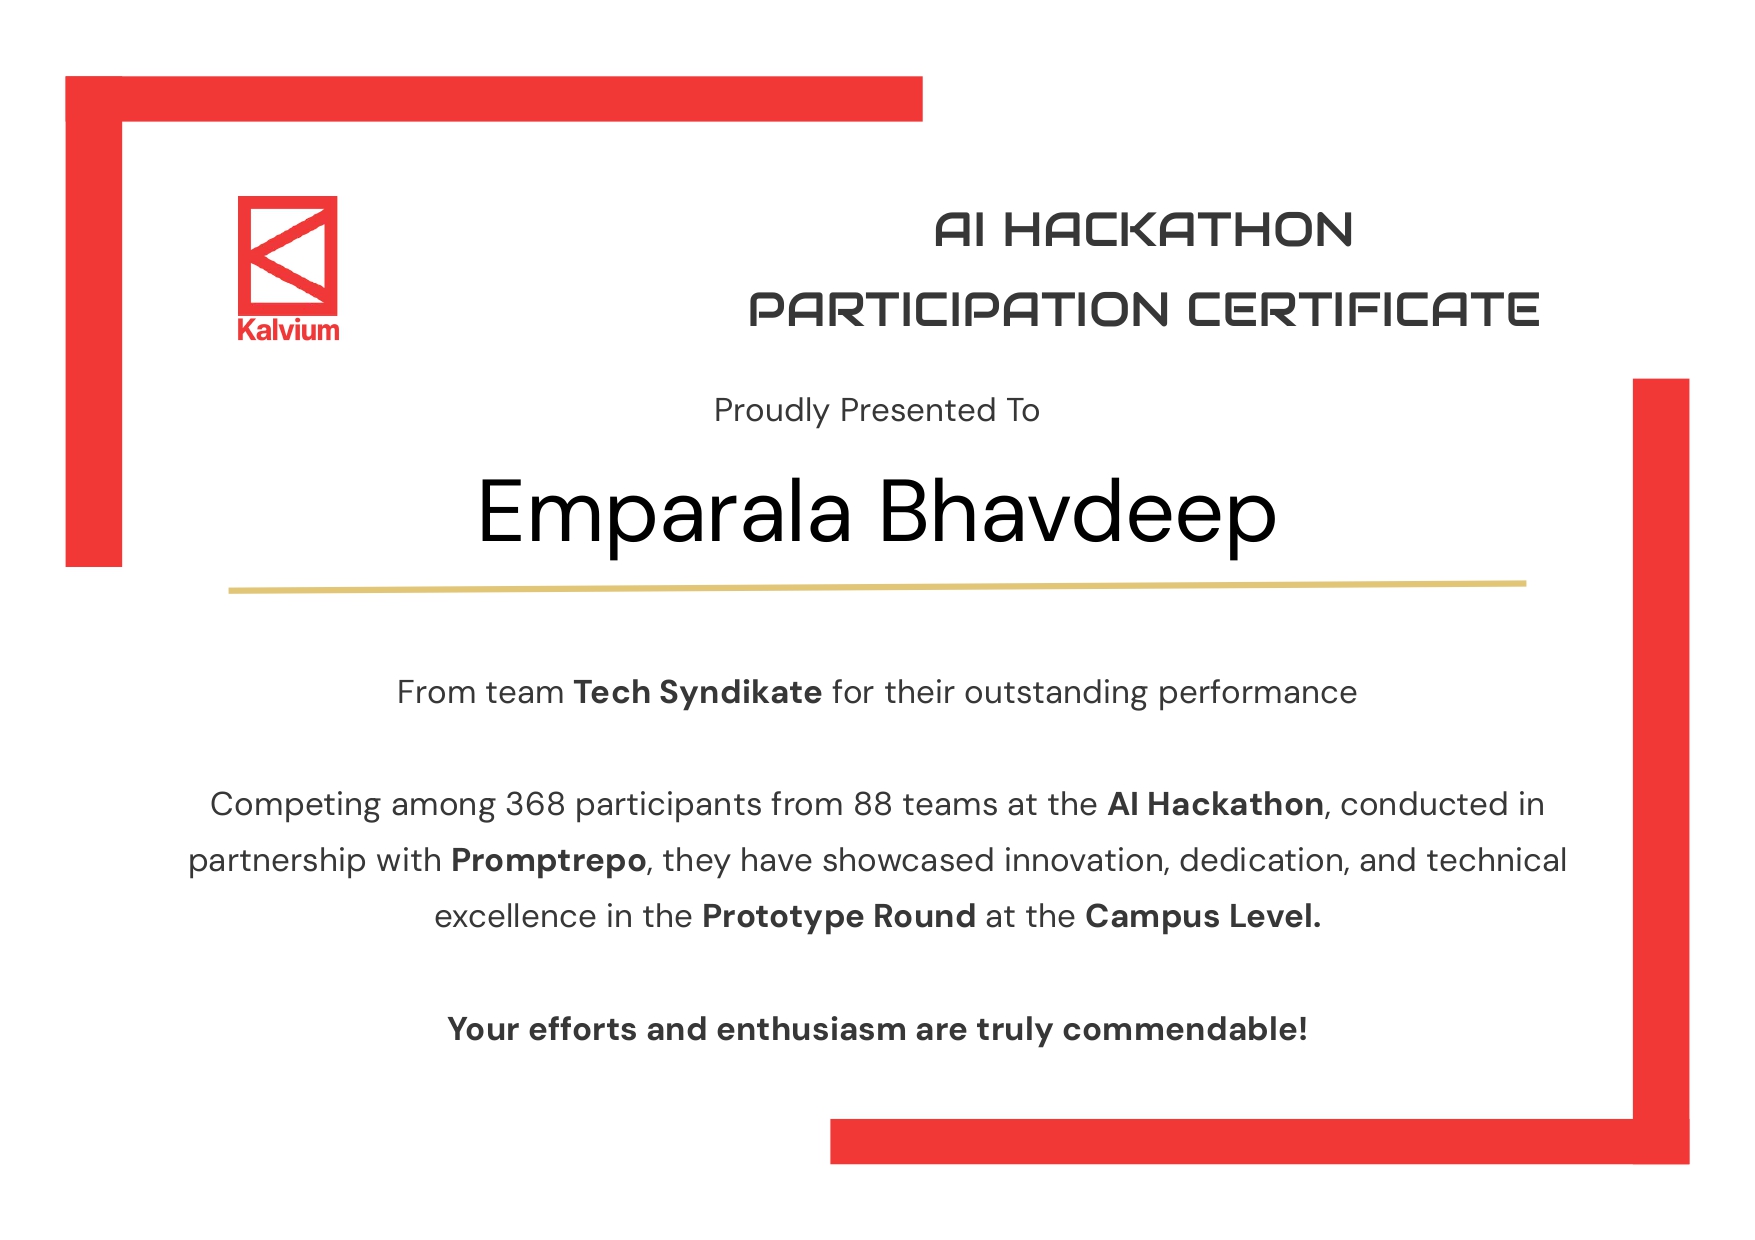 Kalvium
AI HACKATHON
PARTICIPATION CERTIFICATE
Proudly Presented To
Emparala Bhavdeep
From team Tech Syndikate for their outstanding performance
Competing among 368 participants from 88 teams at the AI Hackathon, conducted in
partnership with Promptrepo, they have showcased innovation, dedication, and technical
excellence in the Prototype Round at the Campus Level.
Your efforts and enthusiasm are truly commendable!